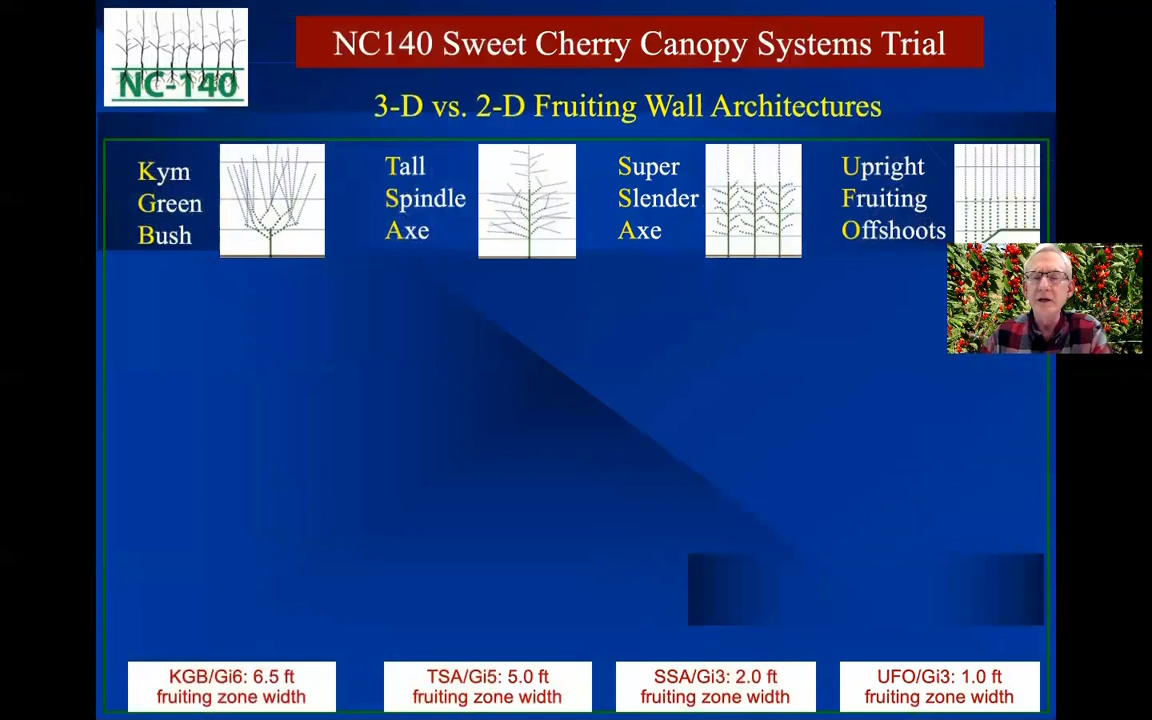 NC-140
NC140 Sweet Cherry Canopy Systems Trial
3-D vs. 2-D Fruiting Wall Architectures
Kym
Green
Bush
Tall
Spindle
Axe
Super
Slender
Axe
Upright
Fruiting
Offshoots
KGB/Gi6: 6.5 ft
fruiting zone width
TSA/Gi5: 5.0 ft
fruiting zone width
SSA/Gi3: 2.0 ft
fruiting zone width
UFO/Gi3: 1.0 ft
fruiting zone width